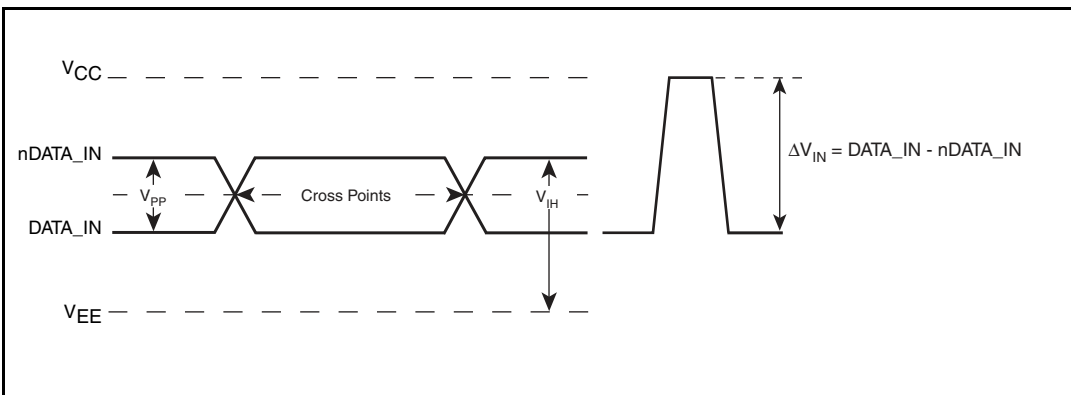 VCC
nDATA_IN
VPP
Cross Points
VIH
ΔVIN = DATA_IN - nDATA_IN
DATA_IN
VEE